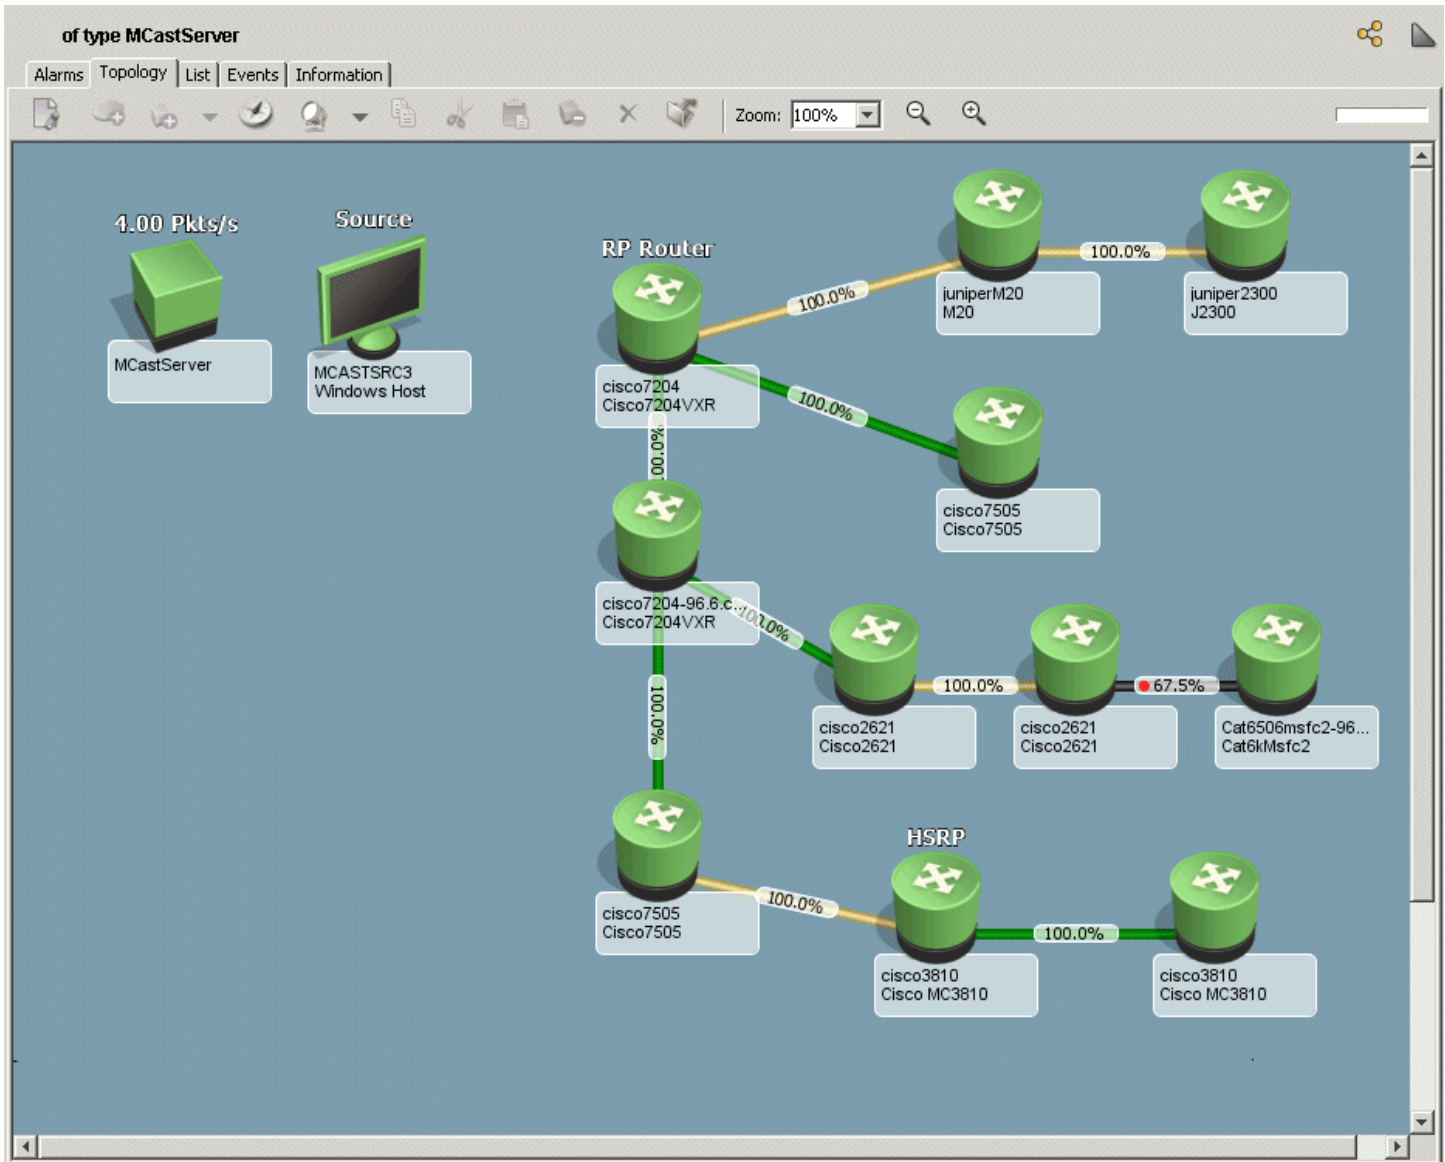 of type MCastServer
Alarms Topology List Events Information
Zoom: 100%
4.00 Pkts/s
Source
RP Router
MCastServer
MCASTSRC3
Windows Host
cisco7204
Cisco7204VXR
100.0%
juniperM20
M20
100.0%
juniper2300
J2300
100.0%
cisco7505
Cisco7505
100.0%
cisco7204-96.6.c...
Cisco7204VXR
100.0%
cisco2621
Cisco2621
100.0%
cisco2621
Cisco2621
67.5%
Cat6506msfc2-96...
Cat6kMsfc2
100.0%
cisco7505
Cisco7505
100.0%
HSRP
cisco3810
Cisco MC3810
100.0%
cisco3810
Cisco MC3810